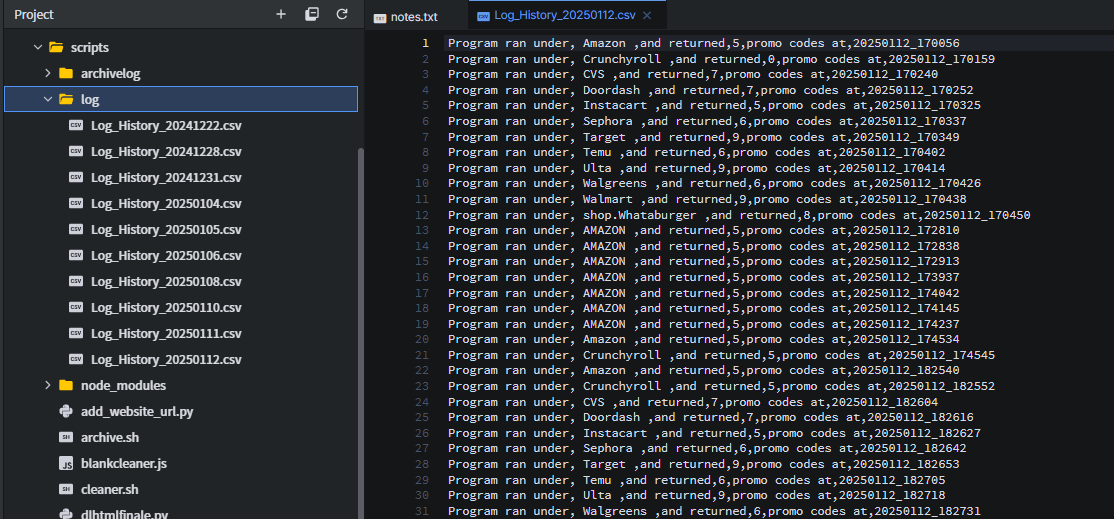 Project
scripts
archivelog
log
Log_History_20241222.csv
Log_History_20241228.csv
Log_History_20241231.csv
Log_History_20250104.csv
Log_History_20250105.csv
Log_History_20250106.csv
Log_History_20250108.csv
Log_History_20250110.csv
Log_History_20250111.csv
Log_History_20250112.csv
node_modules
add_website_url.py
archive.sh
blankcleaner.js
cleaner.sh
dlhtmlfinale.py
notes.txt
Log_History_20250112.csv
1 Program ran under, Amazon ,and returned,5,promo codes at,20250112_170056
2 Program ran under, Crunchyroll ,and returned,0,promo codes at,20250112_170159
3 Program ran under, CVS ,and returned,7,promo codes at,20250112_170240
4 Program ran under, Doordash ,and returned,7,promo codes at,20250112_170252
5 Program ran under, Instacart ,and returned,5,promo codes at,20250112_170325
6 Program ran under, Sephora ,and returned,6,promo codes at,20250112_170337
7 Program ran under, Target ,and returned,9,promo codes at,20250112_170349
8 Program ran under, Temu ,and returned,6,promo codes at,20250112_170402
9 Program ran under, Ulta ,and returned,9,promo codes at,20250112_170414
10 Program ran under, Walgreens ,and returned,6,promo codes at,20250112_170426
11 Program ran under, Walmart ,and returned,9,promo codes at,20250112_170438
12 Program ran under, shop.Whataburger ,and returned,8,promo codes at,20250112_170450
13 Program ran under, AMAZON ,and returned,5,promo codes at,20250112_172810
14 Program ran under, AMAZON ,and returned,5,promo codes at,20250112_172838
15 Program ran under, AMAZON ,and returned,5,promo codes at,20250112_172913
16 Program ran under, AMAZON ,and returned,5,promo codes at,20250112_173937
17 Program ran under, AMAZON ,and returned,5,promo codes at,20250112_174042
18 Program ran under, AMAZON ,and returned,5,promo codes at,20250112_174145
19 Program ran under, AMAZON ,and returned,5,promo codes at,20250112_174237
20 Program ran under, Amazon ,and returned,5,promo codes at,20250112_174534
21 Program ran under, Crunchyroll ,and returned,5,promo codes at,20250112_174545
22 Program ran under, Amazon ,and returned,5,promo codes at,20250112_182540
23 Program ran under, Crunchyroll ,and returned,5,promo codes at,20250112_182552
24 Program ran under, CVS ,and returned,7,promo codes at,20250112_182604
25 Program ran under, Doordash ,and returned,7,promo codes at,20250112_182616
26 Program ran under, Instacart ,and returned,5,promo codes at,20250112_182627
27 Program ran under, Sephora ,and returned,6,promo codes at,20250112_182642
28 Program ran under, Target ,and returned,9,promo codes at,20250112_182653
29 Program ran under, Temu ,and returned,6,promo codes at,20250112_182705
30 Program ran under, Ulta ,and returned,9,promo codes at,20250112_182718
31 Program ran under, Walgreens ,and returned,6,promo codes at,20250112_182731